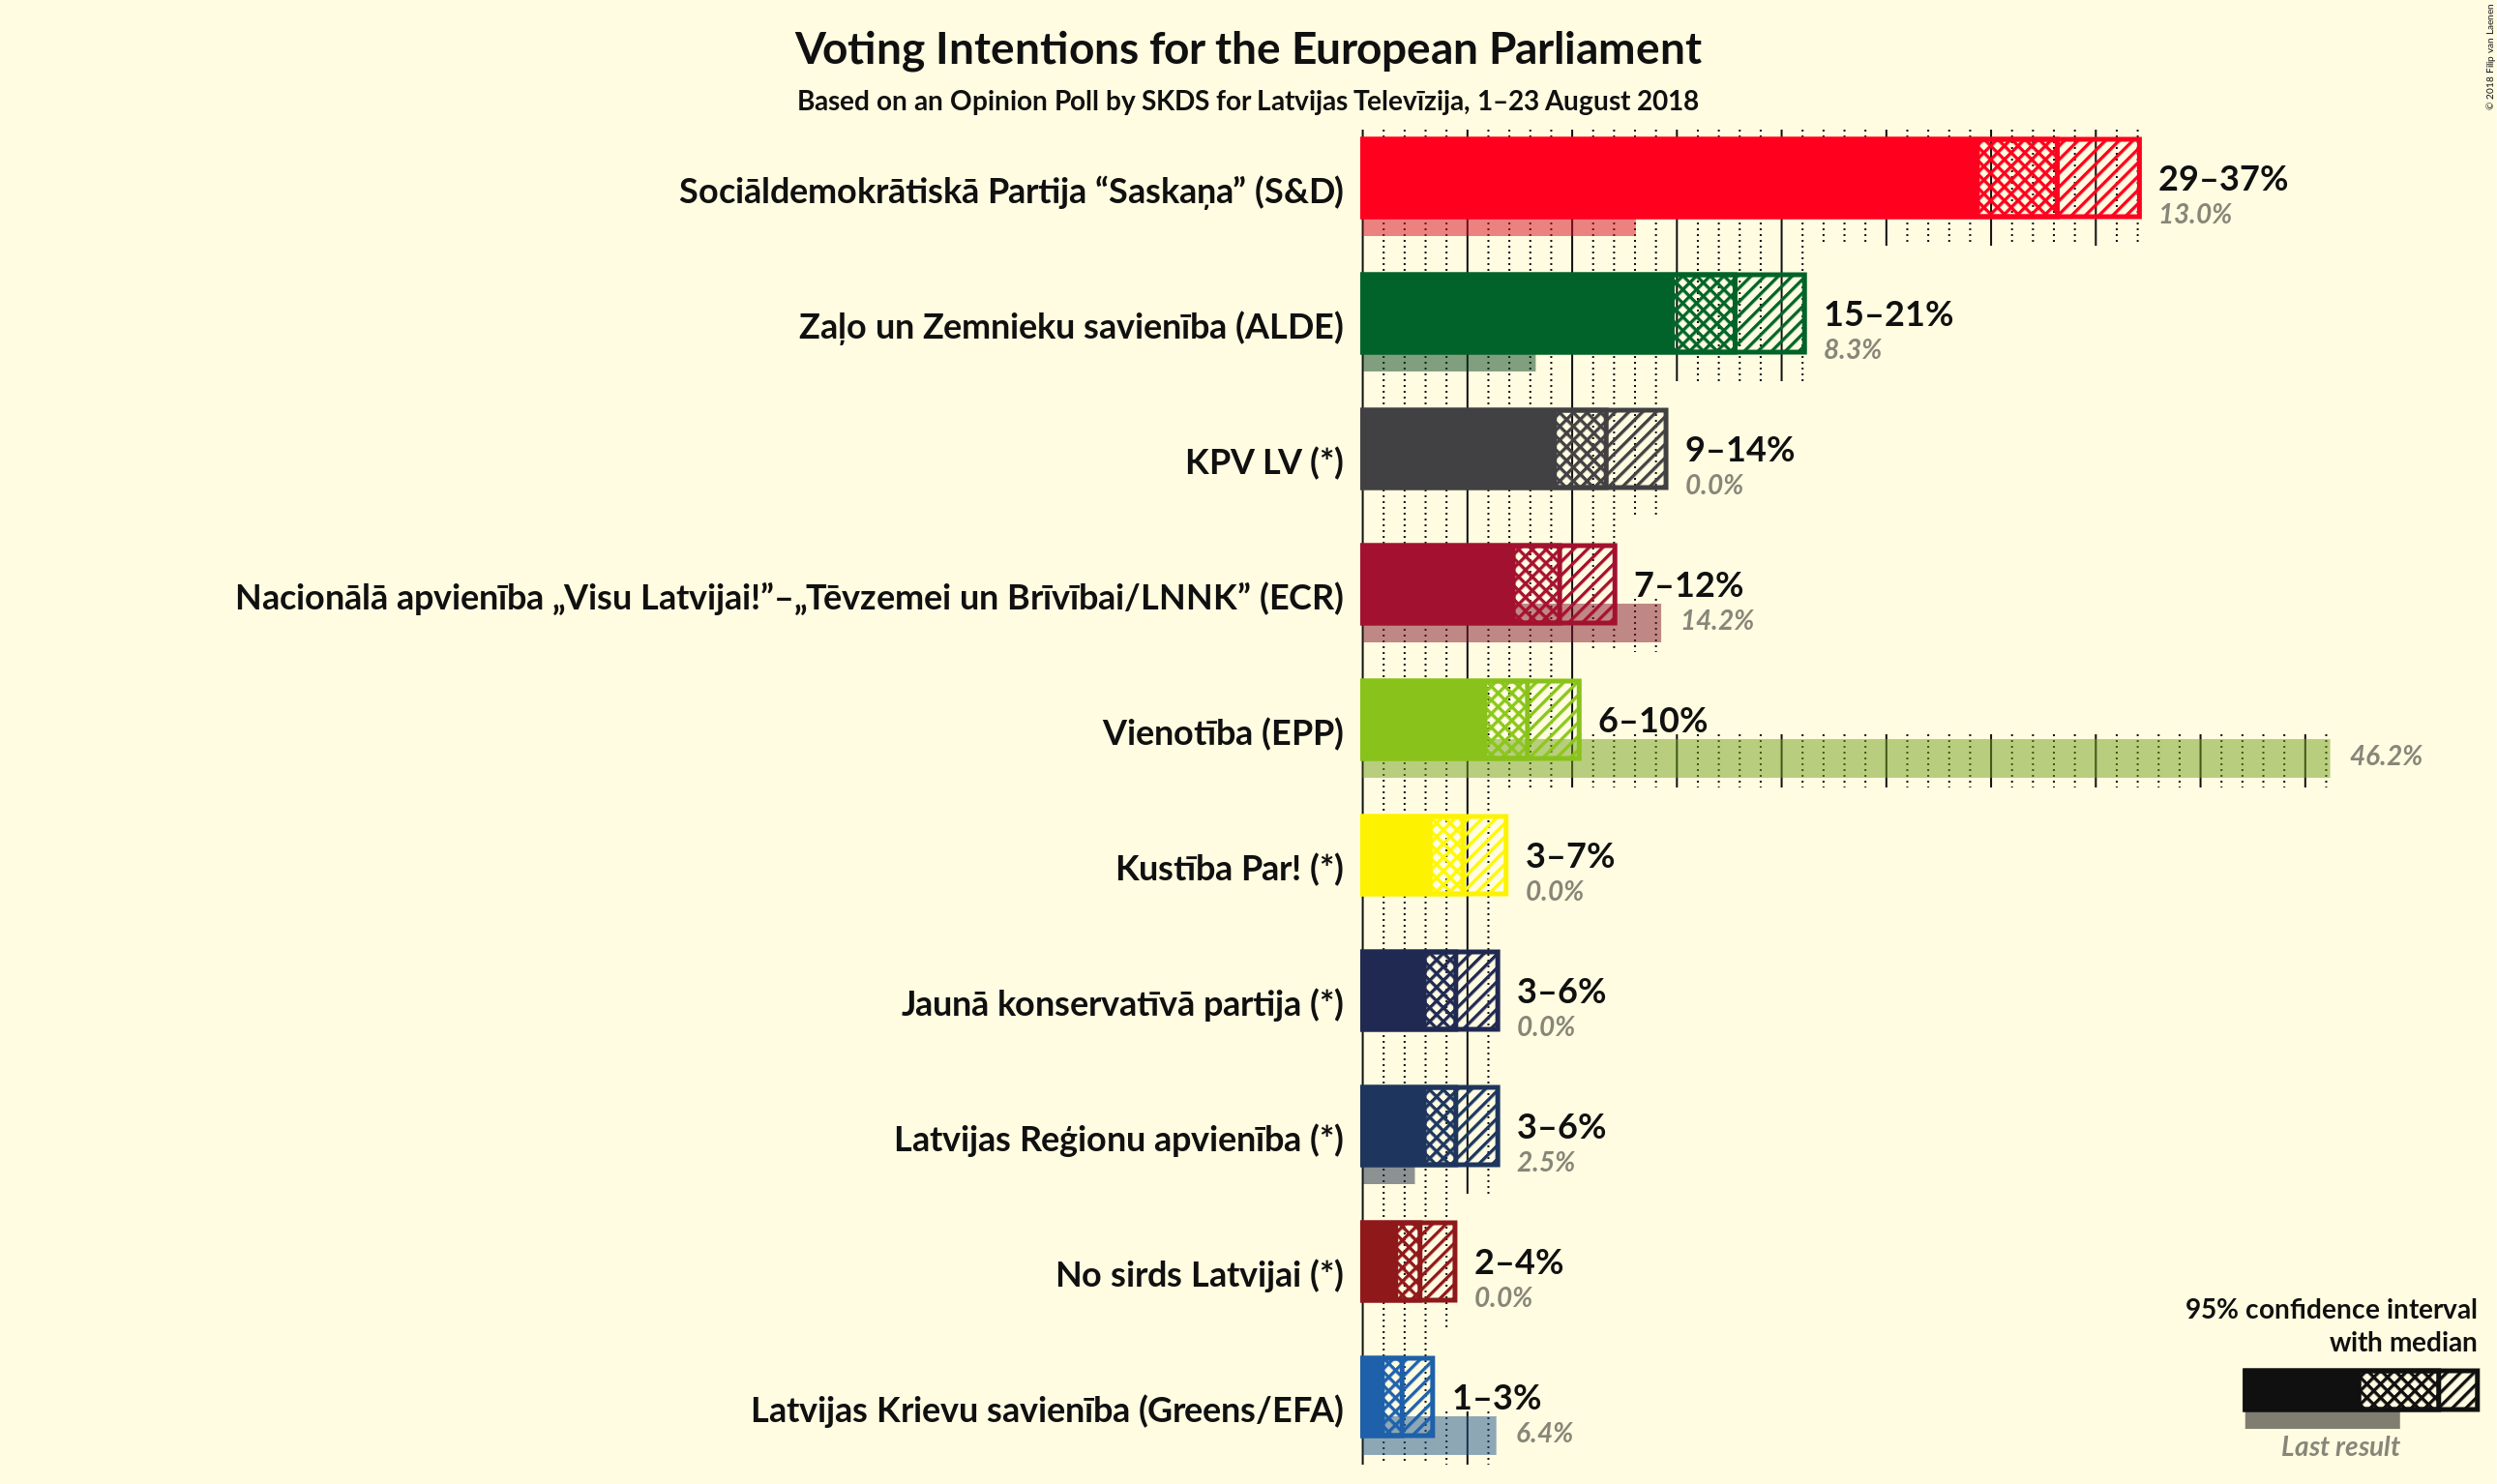 Voting Intentions for the European Parliament
Based on an Opinion Poll by SKDS for Latvijas Televīzija, 1–23 August 2018
© 2018 Filip van Laenen
Sociāldemokrātiskā Partija “Saskaņa” (S&D)
29–37%
13.0%
Zaļo un Zemnieku savienība (ALDE)
15–21%
8.3%
KPV LV (*)
9–14%
0.0%
Nacionālā apvienība „Visu Latvijai!”–„Tēvzemei un Brīvībai/LNNK” (ECR)
7–12%
14.2%
Vienotība (EPP)
6–10%
46.2%
Kustība Par! (*)
3–7%
0.0%
Jaunā konservatīvā partija (*)
3–6%
0.0%
Latvijas Reģionu apvienība (*)
3–6%
2.5%
No sirds Latvijai (*)
2–4%
0.0%
Latvijas Krievu savienība (Greens/EFA)
1–3%
6.4%
95% confidence interval
with median
Last result